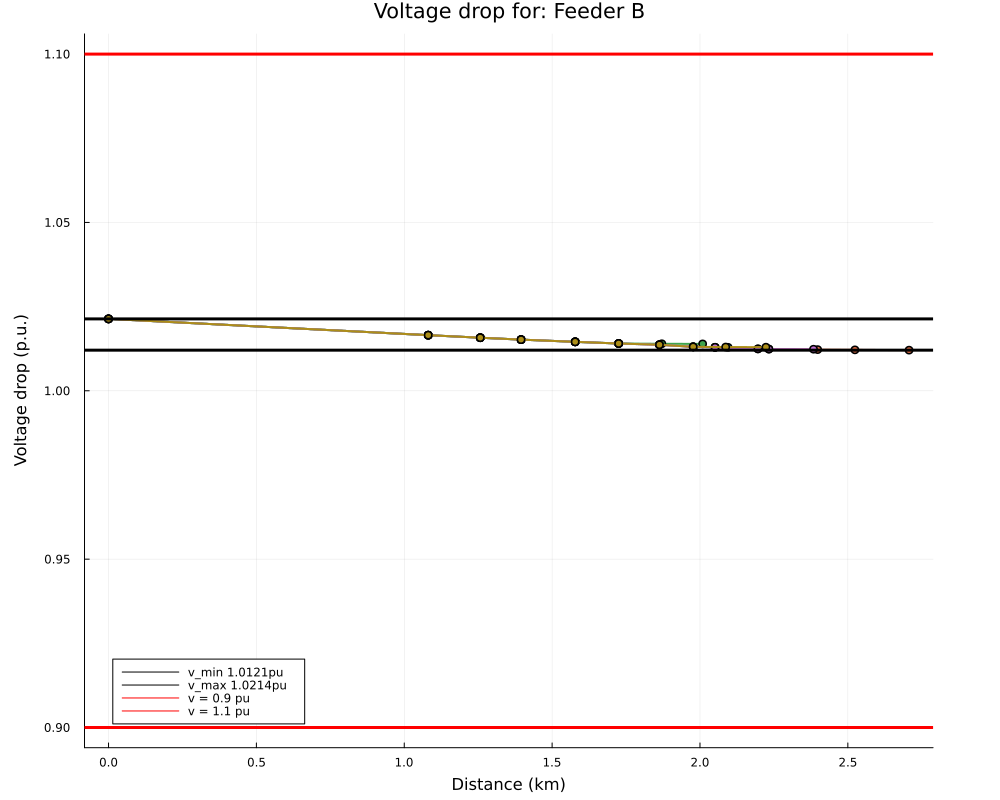 Voltage drop for: Feeder B
1.10
1.05
1.00
0.95
0.90
Voltage drop (p.u.)
v_min 1.0121pu
v_max 1.0214pu
v = 0.9 pu
v = 1.1 pu
0.0 0.5 1.0 1.5 2.0 2.5
Distance (km)